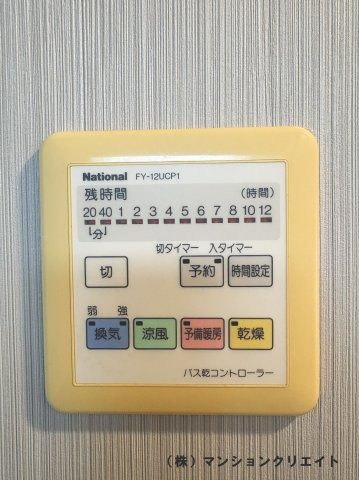 National FY-12UCP1
残時間 (時間)
20 40 1 2 3 4 5 6 7 8 10 12
分
切タイマー 入タイマー
切 予約 時間設定
弱 強
換気 涼風 予備暖房 乾燥
バス乾コントローラー
(株)マンションクリエイト